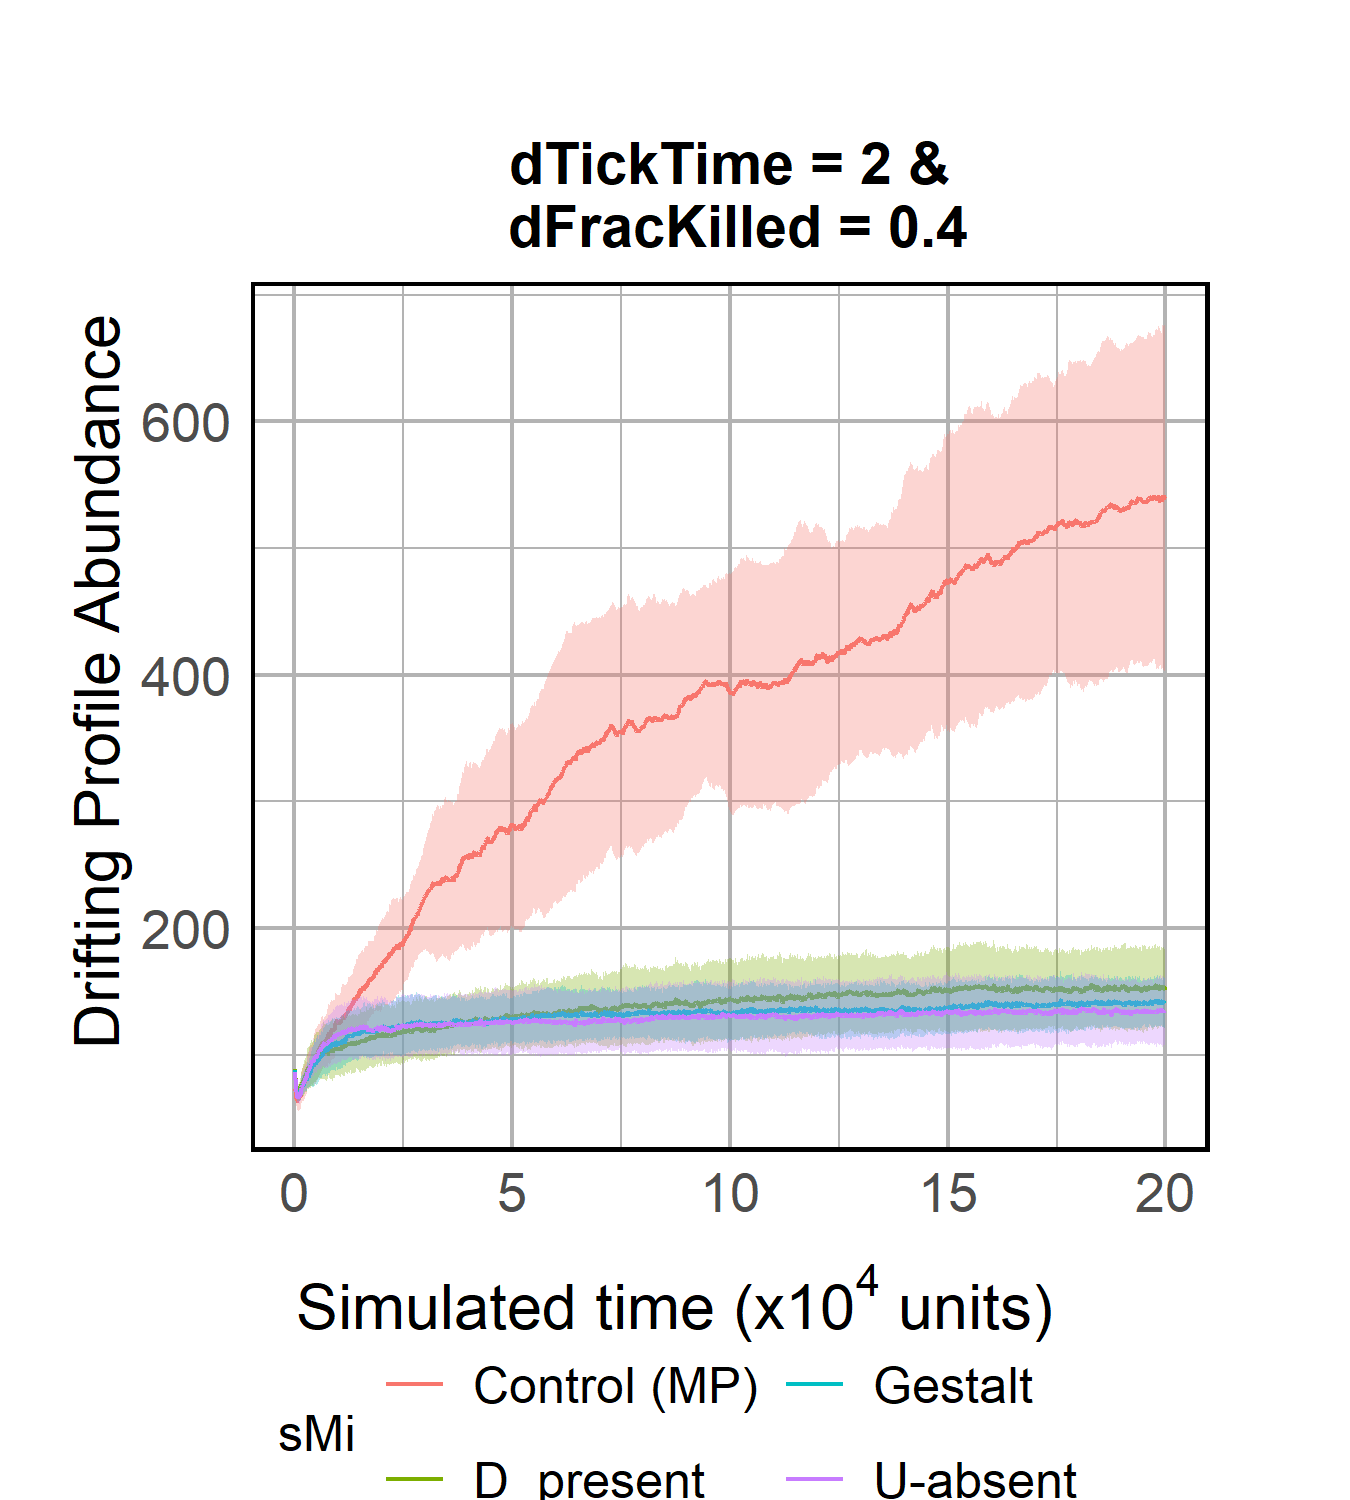 dTickTime = 2 &
dFracKilled = 0.4
Drifting Profile Abundance
600
400
200
0 5 10 15 20
Simulated time (x10⁴ units)
sMi
Control (MP)
Gestalt
D_present
U-absent